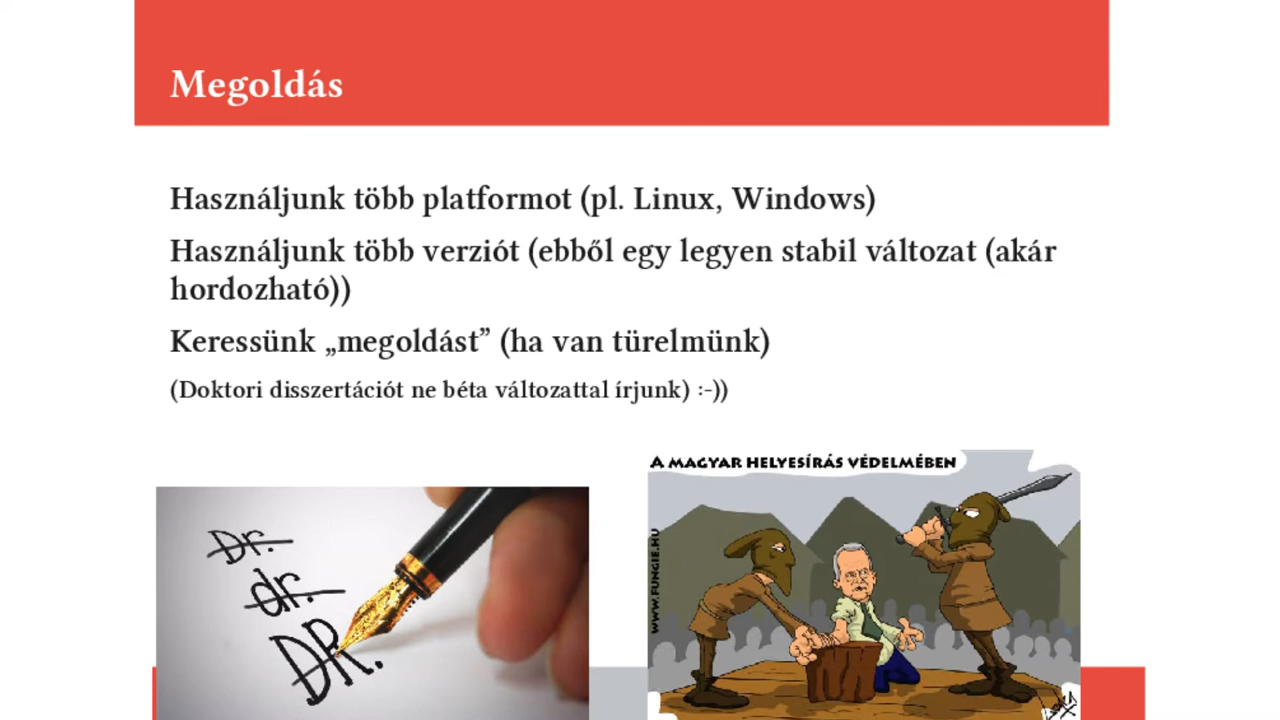 Megoldás
Használjunk több platformot (pl. Linux, Windows)
Használjunk több verziót (ebből egy legyen stabil változat (akár
hordozható))
Keressünk „megoldást” (ha van türelmünk)
(Doktori disszertációt ne béta változattal írjunk) :-))
A MAGYAR HELYESÍRÁS VÉDELMÉBEN
WWW.FUNGIE.HU
Dr.
dr.
DR.